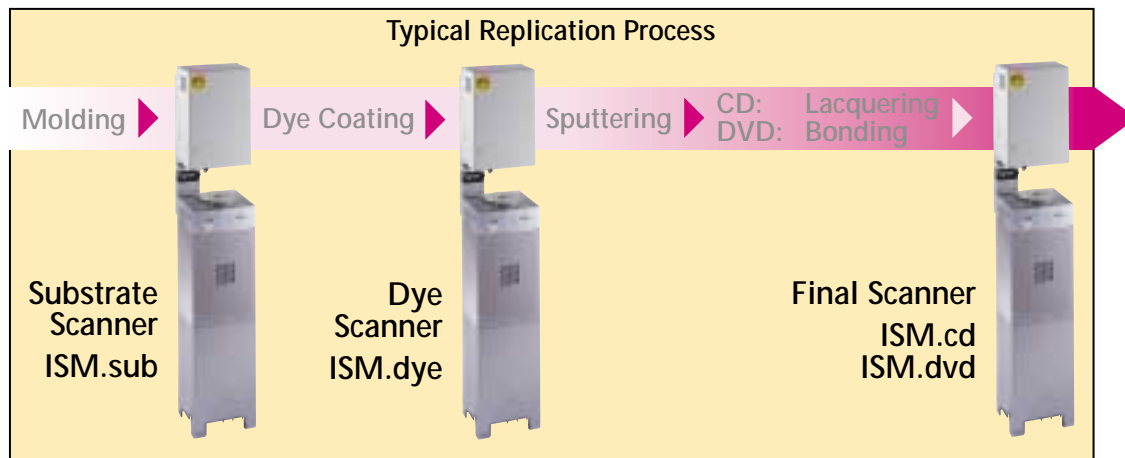 Typical Replication Process
Molding
Dye Coating
Sputtering
CD: Lacquering
DVD: Bonding
Substrate
Scanner
ISM.sub
Dye
Scanner
ISM.dye
Final Scanner
ISM.cd
ISM.dvd